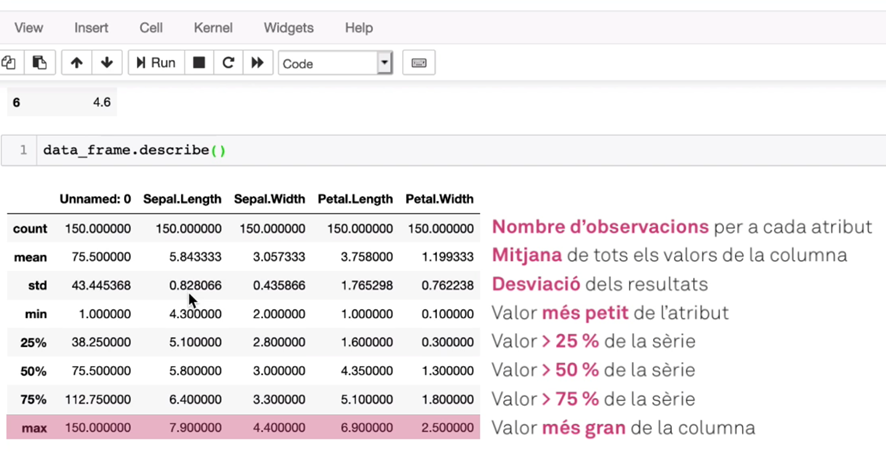 View Insert Cell Kernel Widgets Help
Run Code
6 4.6
1 data_frame.describe()
Unnamed: 0 Sepal.Length Sepal.Width Petal.Length Petal.Width
count 150.000000 150.000000 150.000000 150.000000 150.000000 Nombre d'observacions per a cada atribut
mean 75.500000 5.843333 3.057333 3.758000 1.199333 Mitjana de tots els valors de la columna
std 43.445368 0.828066 0.435866 1.765298 0.762238 Desviació dels resultats
min 1.000000 4.300000 2.000000 1.000000 0.100000 Valor més petit de l'atribut
25% 38.250000 5.100000 2.800000 1.600000 0.300000 Valor > 25 % de la sèrie
50% 75.500000 5.800000 3.000000 4.350000 1.300000 Valor > 50 % de la sèrie
75% 112.750000 6.400000 3.300000 5.100000 1.800000 Valor > 75 % de la sèrie
max 150.000000 7.900000 4.400000 6.900000 2.500000 Valor més gran de la columna